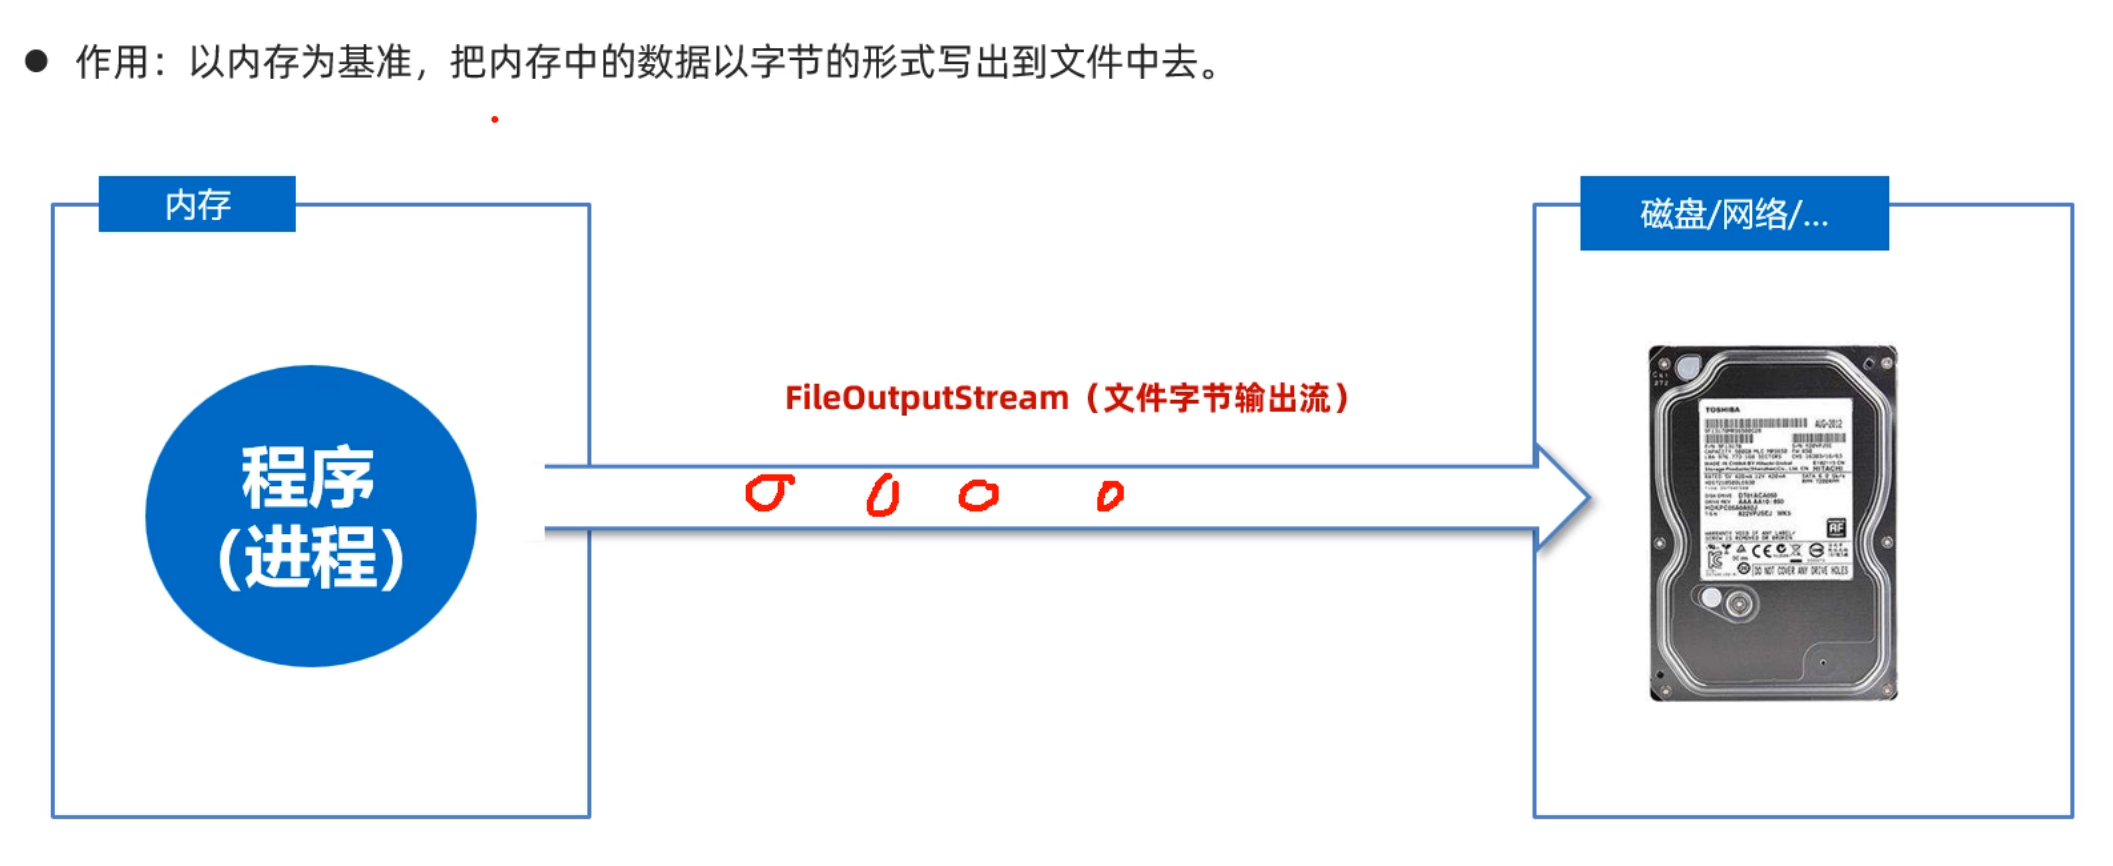 作用：以内存为基准，把内存中的数据以字节的形式写出到文件中去。
内存
磁盘/网络/...
FileOutputStream（文件字节输出流）
程序
（进程）
TOSHIBA
AUG-2012
HITACHI
DO NOT COVER ANY DRIVE HOLES